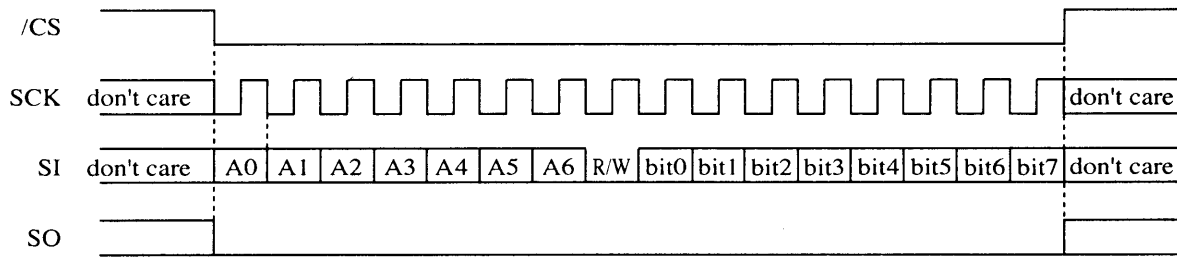 /CS
SCK don't care don't care
SI don't care A0 A1 A2 A3 A4 A5 A6 R/W bit0 bit1 bit2 bit3 bit4 bit5 bit6 bit7 don't care
SO